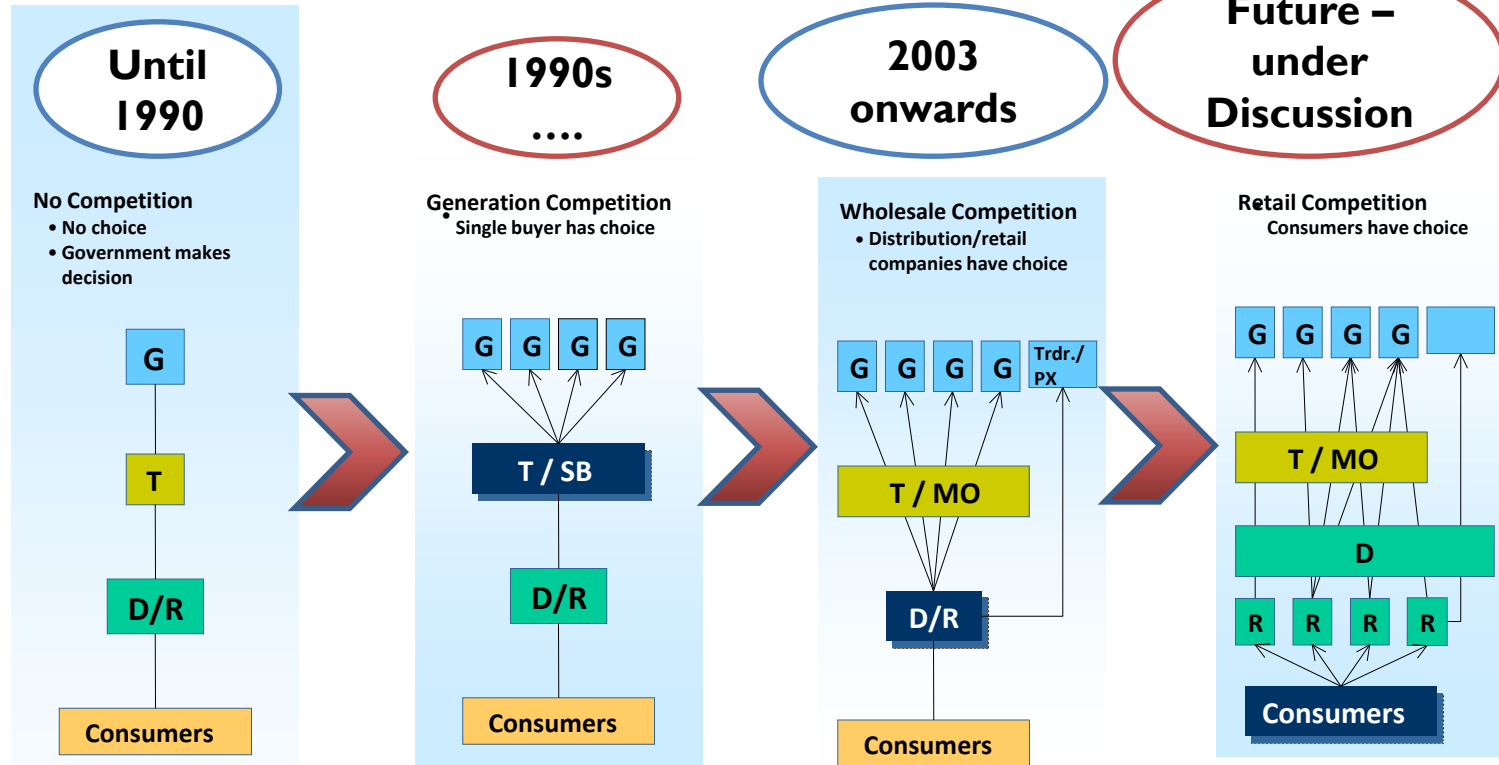 Until
1990
No Competition
• No choice
• Government makes
decision
G
T
D/R
Consumers
1990s
....
Generation Competition
• Single buyer has choice
G G G G
T / SB
D/R
Consumers
2003
onwards
Wholesale Competition
• Distribution/retail
companies have choice
G G G G Trdr./
PX
T / MO
D/R
Consumers
Future –
under
Discussion
Retail Competition
• Consumers have choice
G G G G
T / MO
D
R R R R
Consumers